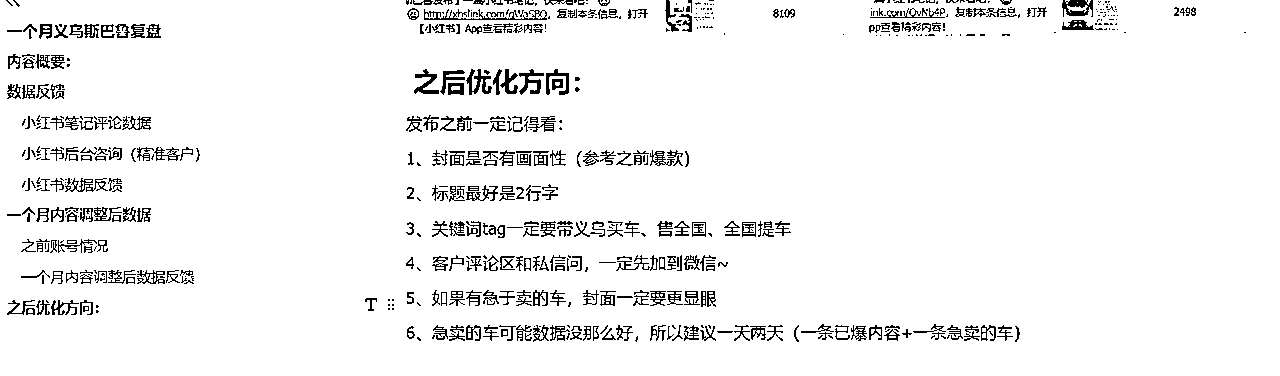 一个月义乌斯巴鲁复盘
内容概要：
数据反馈
小红书笔记评论数据
小红书后台咨询（精准客户）
小红书数据反馈
一个月内容调整后数据
之前账号情况
一个月内容调整后数据反馈
之后优化方向：
复制本条信息，打开
【小红书】App查看精彩内容！
8109
复制本条信息，打开
pp查看精彩内容！
2498
之后优化方向：
发布之前一定记得看：
1、封面是否有画面性（参考之前爆款）
2、标题最好是2行字
3、关键词tag一定要带义乌买车、售全国、全国提车
4、客户评论区和私信问，一定先加到微信~
5、如果有急于卖的车，封面一定要更显眼
6、急卖的车可能数据没那么好，所以建议一天两天（一条已爆内容+一条急卖的车）